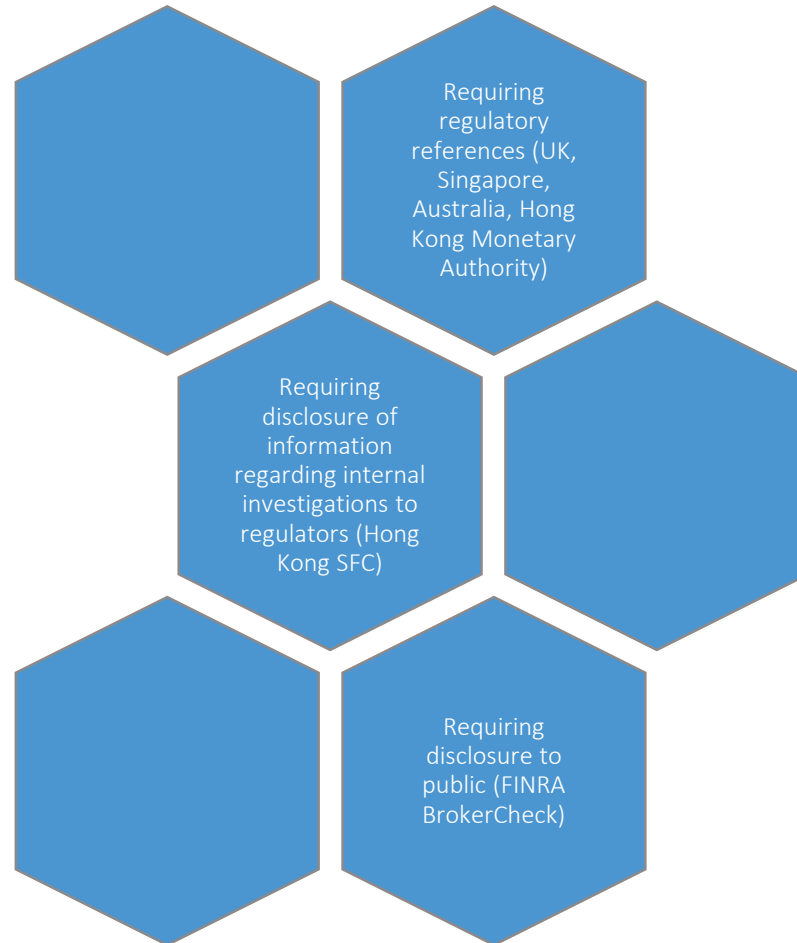 Requiring
regulatory
references (UK,
Singapore,
Australia, Hong
Kong Monetary
Authority)
Requiring
disclosure of
information
regarding internal
investigations to
regulators (Hong
Kong SFC)
Requiring
disclosure to
public (FINRA
BrokerCheck)